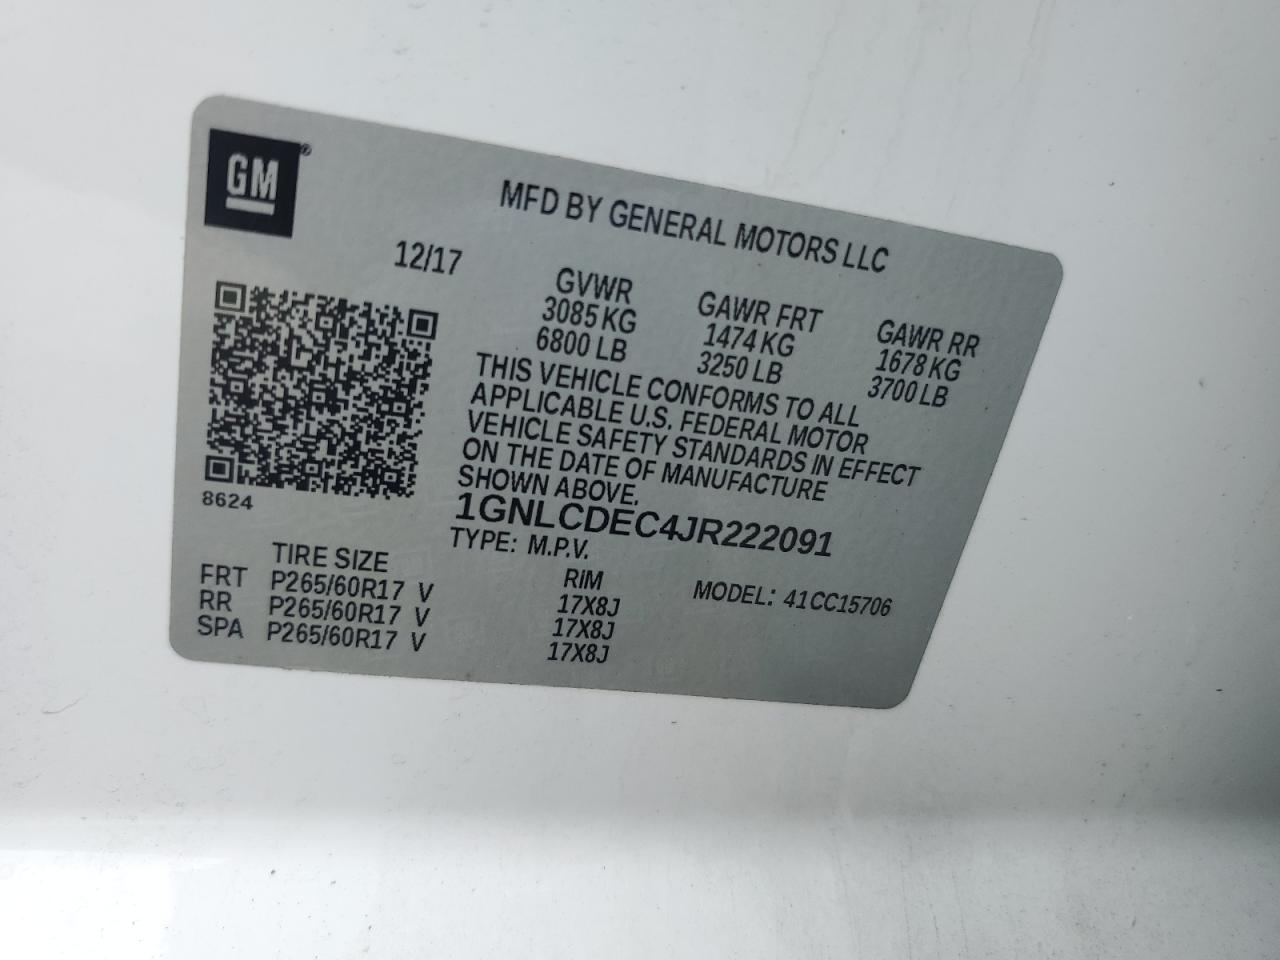 GM®
MFD BY GENERAL MOTORS LLC
12/17
GVWR
3085 KG
6800 LB
GAWR FRT
1474 KG
3250 LB
GAWR RR
1678 KG
3700 LB
THIS VEHICLE CONFORMS TO ALL
APPLICABLE U.S. FEDERAL MOTOR
VEHICLE SAFETY STANDARDS IN EFFECT
ON THE DATE OF MANUFACTURE
SHOWN ABOVE.
8624
1GNLCDEC4JR222091
TYPE: M.P.V.
MODEL: 41CC15706
TIRE SIZE RIM
FRT P265/60R17 V 17X8J
RR P265/60R17 V 17X8J
SPA P265/60R17 V 17X8J